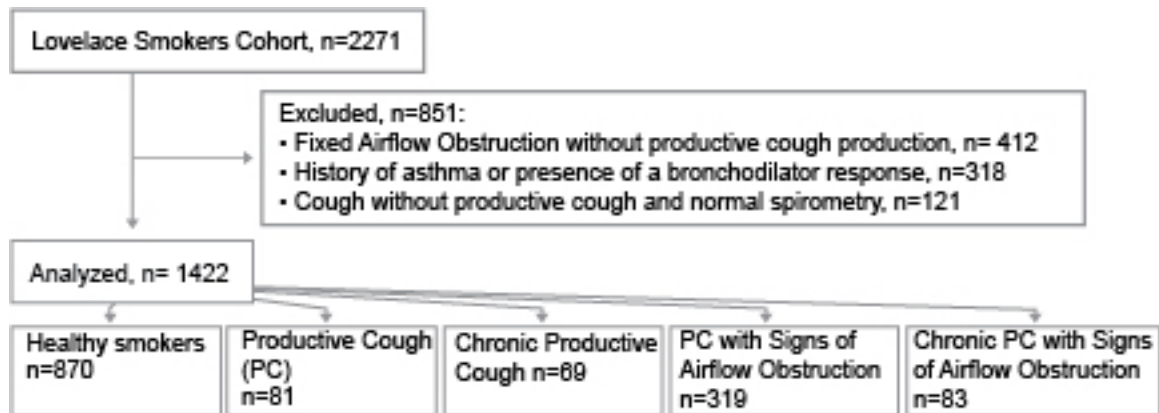 Lovelace Smokers Cohort, n=2271
Excluded, n=851:
• Fixed Airflow Obstruction without productive cough production, n= 412
• History of asthma or presence of a bronchodilator response, n=318
• Cough without productive cough and normal spirometry, n=121
Analyzed, n= 1422
Healthy smokers
n=870
Productive Cough
(PC)
n=81
Chronic Productive
Cough n=69
PC with Signs of
Airflow Obstruction
n=319
Chronic PC with Signs
of Airflow Obstruction
n=83